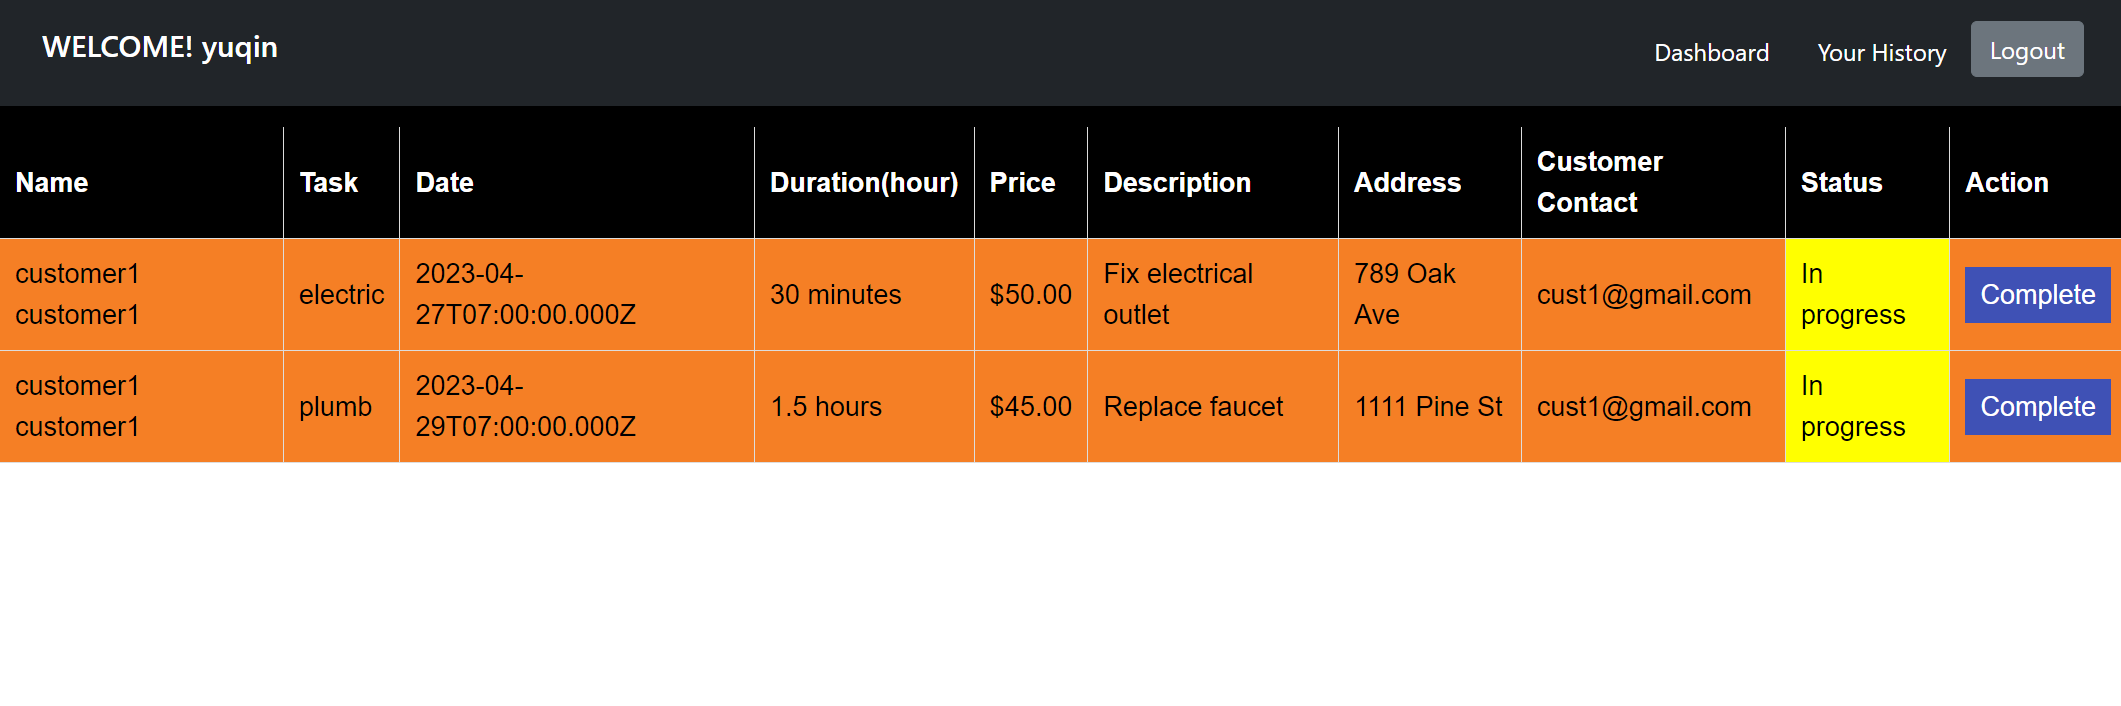 WELCOME! yuqin
Dashboard
Your History
Logout
Name
Task
Date
Duration(hour)
Price
Description
Address
Customer
Contact
Status
Action
customer1
customer1
electric
2023-04-
27T07:00:00.000Z
30 minutes
$50.00
Fix electrical
outlet
789 Oak
Ave
cust1@gmail.com
In
progress
Complete
customer1
customer1
plumb
2023-04-
29T07:00:00.000Z
1.5 hours
$45.00
Replace faucet
1111 Pine St
cust1@gmail.com
In
progress
Complete